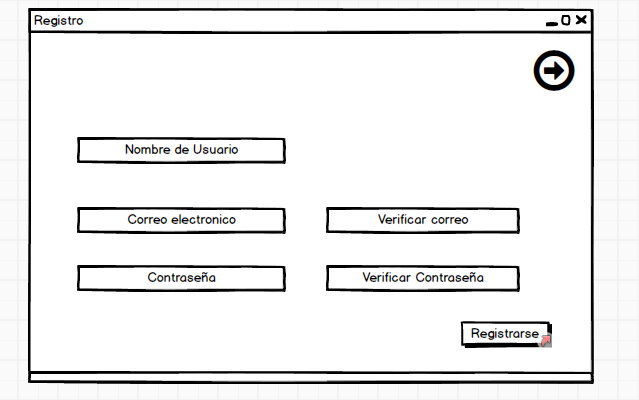 Registro
Nombre de Usuario
Correo electronico
Verificar correo
Contraseña
Verificar Contraseña
Registrarse